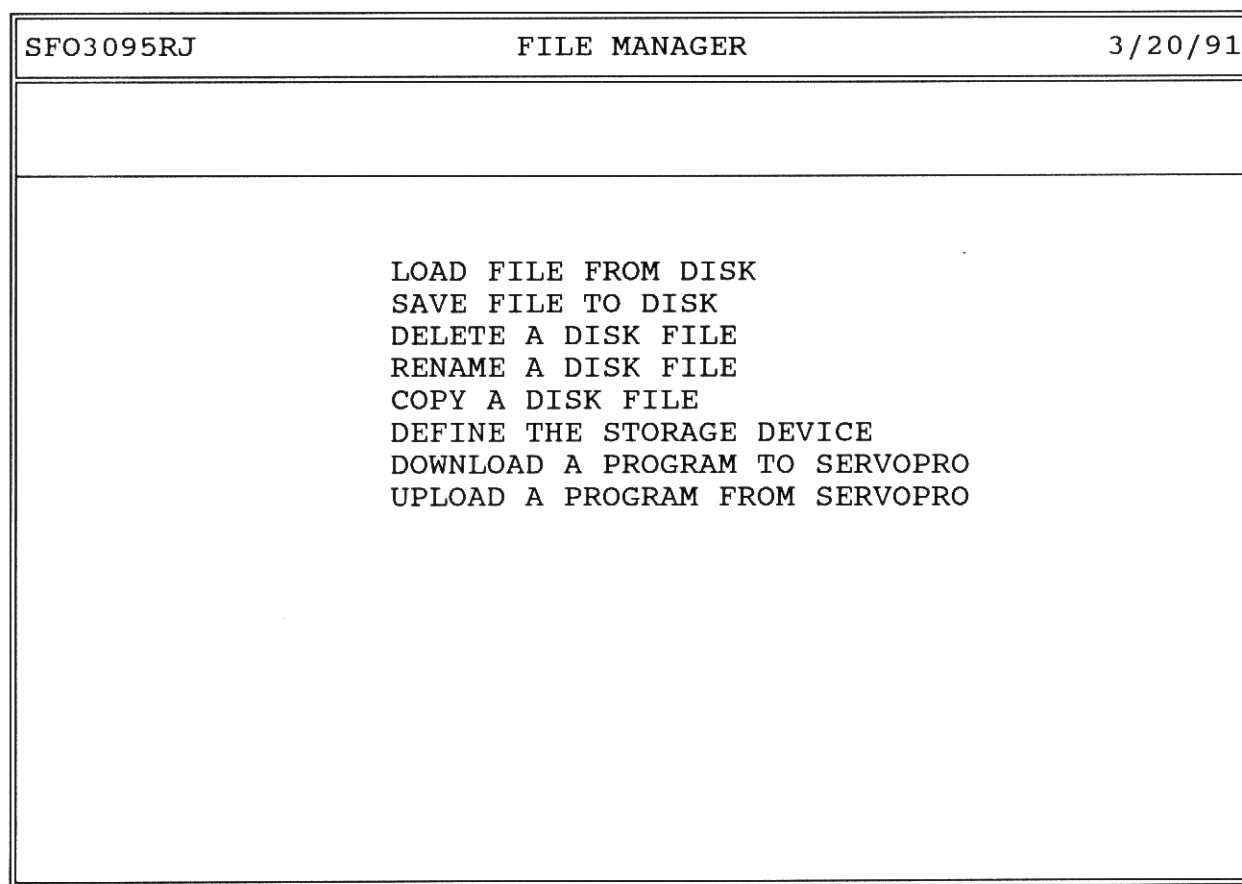 SFO3095RJ FILE MANAGER 3/20/91
LOAD FILE FROM DISK
SAVE FILE TO DISK
DELETE A DISK FILE
RENAME A DISK FILE
COPY A DISK FILE
DEFINE THE STORAGE DEVICE
DOWNLOAD A PROGRAM TO SERVOPRO
UPLOAD A PROGRAM FROM SERVOPRO